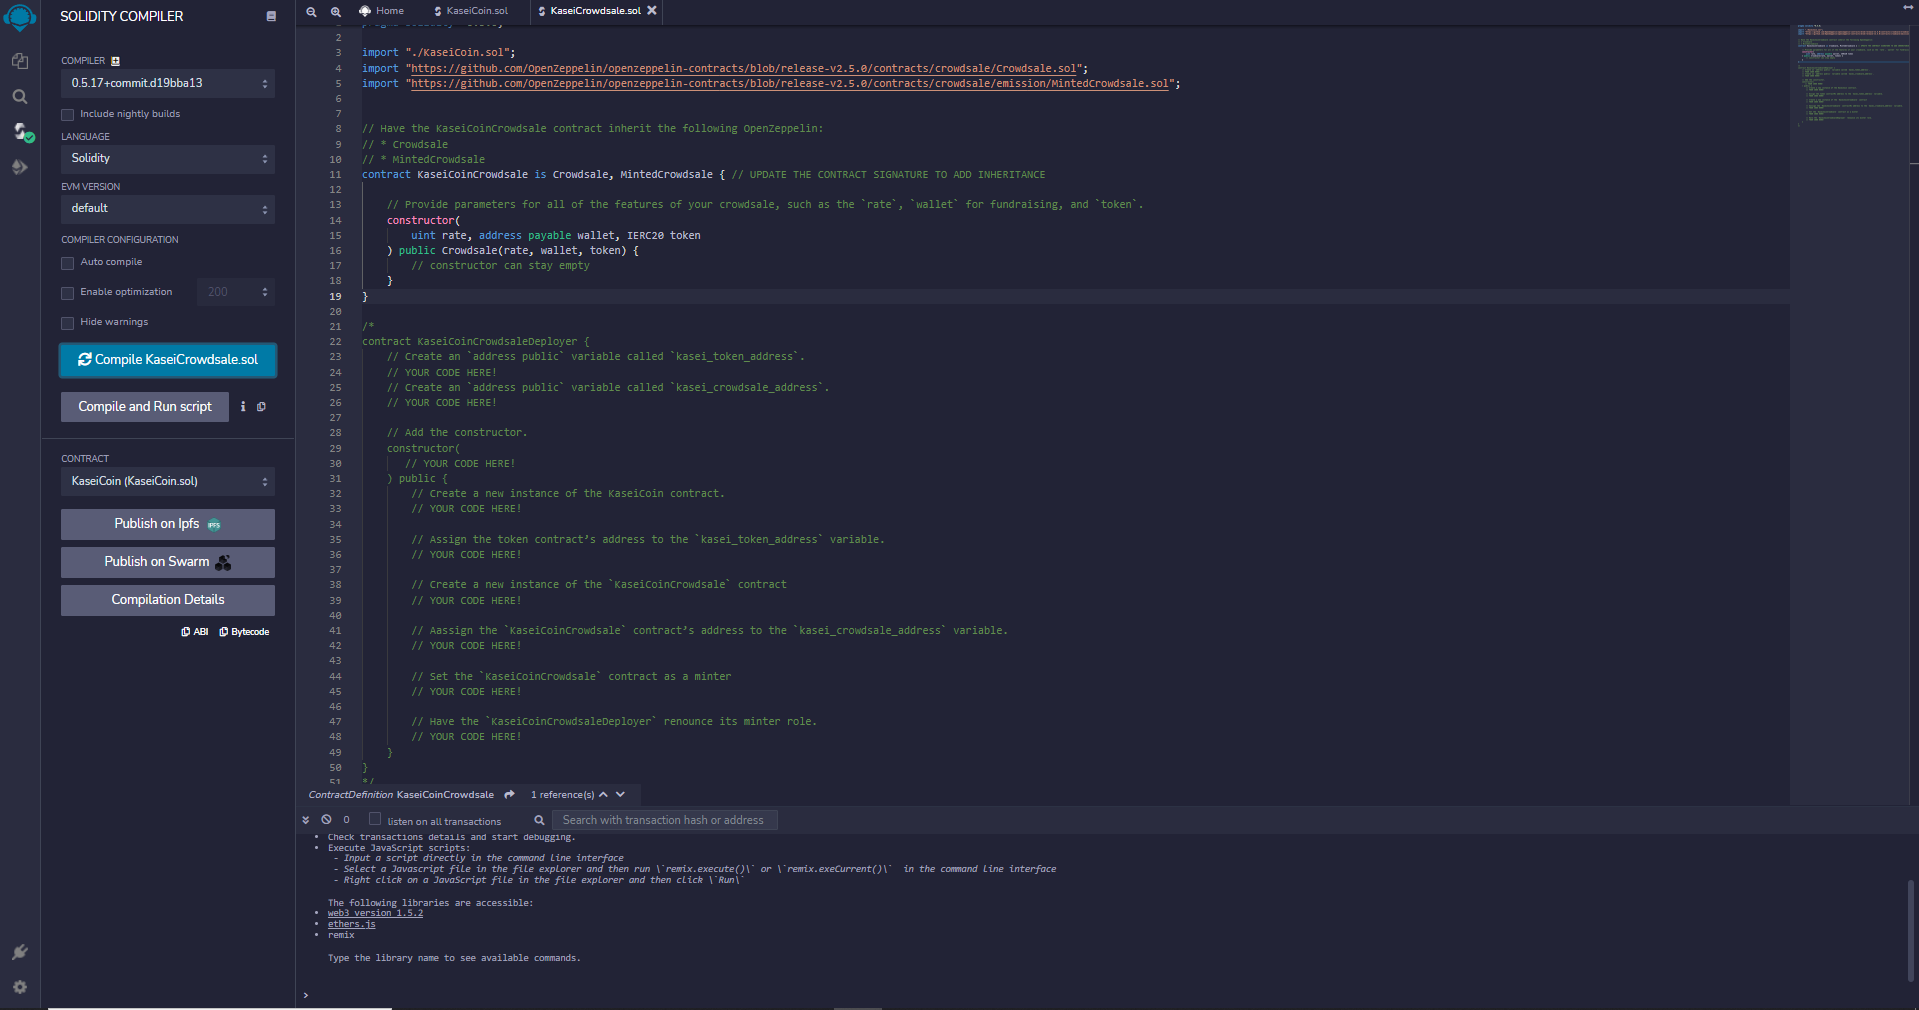 SOLIDITY COMPILER
COMPILER
0.5.17+commit.d19bba13
Include nightly builds
LANGUAGE
Solidity
EVM VERSION
default
COMPILER CONFIGURATION
Auto compile
Enable optimization
200
Hide warnings
Compile KaseiCrowdsale.sol
Compile and Run script
i
CONTRACT
KaseiCoin (KaseiCoin.sol)
Publish on Ipfs
IPFS
Publish on Swarm
Compilation Details
ABI Bytecode
Home KaseiCoin.sol KaseiCrowdsale.sol
2
3 import "./KaseiCoin.sol";
4 import "https://github.com/OpenZeppelin/openzeppelin-contracts/blob/release-v2.5.0/contracts/crowdsale/Crowdsale.sol";
5 import "https://github.com/OpenZeppelin/openzeppelin-contracts/blob/release-v2.5.0/contracts/crowdsale/emission/MintedCrowdsale.sol";
6
7
8 // Have the KaseiCoinCrowdsale contract inherit the following OpenZeppelin:
9 // * Crowdsale
10 // * MintedCrowdsale
11 contract KaseiCoinCrowdsale is Crowdsale, MintedCrowdsale { // UPDATE THE CONTRACT SIGNATURE TO ADD INHERITANCE
12
13 // Provide parameters for all of the features of your crowdsale, such as the `rate`, `wallet` for fundraising, and `token`.
14 constructor(
15 uint rate, address payable wallet, IERC20 token
16 ) public Crowdsale(rate, wallet, token) {
17 // constructor can stay empty
18 }
19 }
20
21 /*
22 contract KaseiCoinCrowdsaleDeployer {
23 // Create an `address public` variable called `kasei_token_address`.
24 // YOUR CODE HERE!
25 // Create an `address public` variable called `kasei_crowdsale_address`.
26 // YOUR CODE HERE!
27
28 // Add the constructor.
29 constructor(
30 // YOUR CODE HERE!
31 ) public {
32 // Create a new instance of the KaseiCoin contract.
33 // YOUR CODE HERE!
34
35 // Assign the token contract’s address to the `kasei_token_address` variable.
36 // YOUR CODE HERE!
37
38 // Create a new instance of the `KaseiCoinCrowdsale` contract
39 // YOUR CODE HERE!
40
41 // Aassign the `KaseiCoinCrowdsale` contract’s address to the `kasei_crowdsale_address` variable.
42 // YOUR CODE HERE!
43
44 // Set the `KaseiCoinCrowdsale` contract as a minter
45 // YOUR CODE HERE!
46
47 // Have the `KaseiCoinCrowdsaleDeployer` renounce its minter role.
48 // YOUR CODE HERE!
49 }
50 }
51 */
ContractDefinition KaseiCoinCrowdsale 1 reference(s)
0 listen on all transactions Search with transaction hash or address
• Check transactions details and start debugging.
• Execute JavaScript scripts:
- Input a script directly in the command line interface
- Select a Javascript file in the file explorer and then run \`remix.execute()\` or \`remix.exeCurrent()\` in the command line interface
- Right click on a JavaScript file in the file explorer and then click \`Run\`
The following libraries are accessible:
• web3 version 1.5.2
• ethers.js
• remix
Type the library name to see available commands.
>